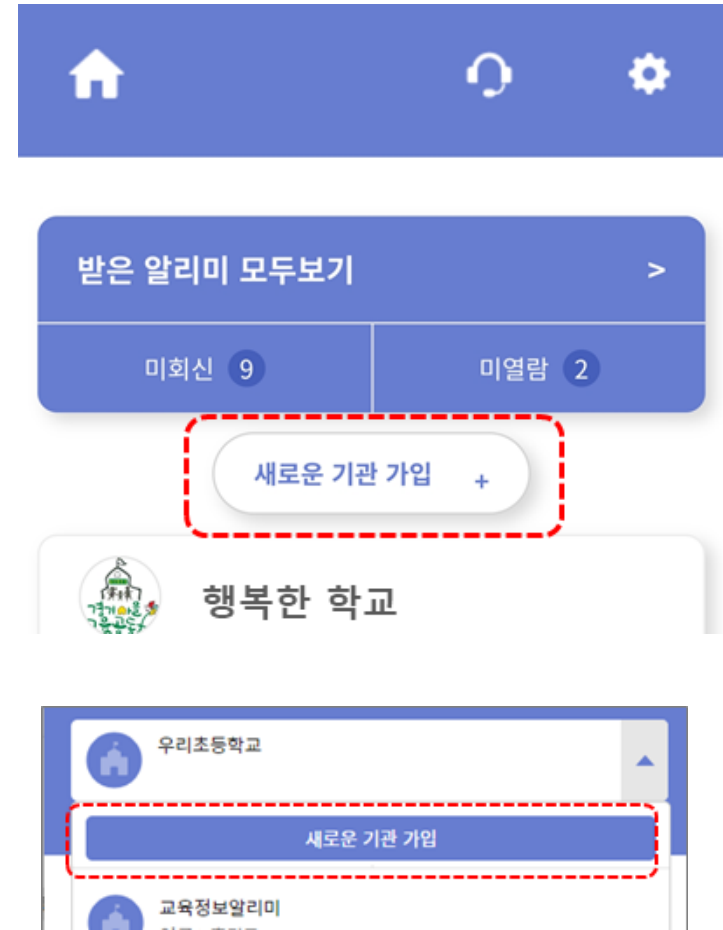 받은 알리미 모두보기 >
미회신 9 미열람 2
새로운 기관 가입 +
행복한 학교
우리초등학교
새로운 기관 가입
교육정보알리미